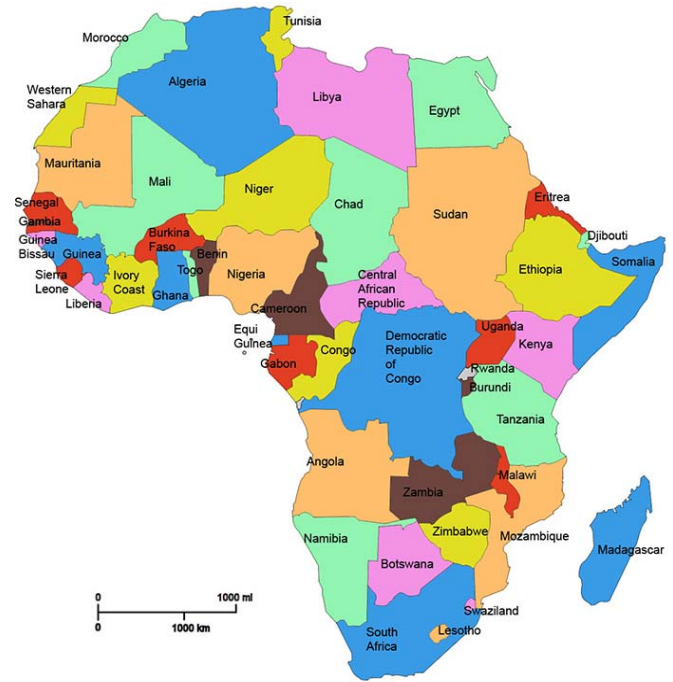 Tunisia
Morocco
Algeria
Western
Sahara
Libya
Egypt
Mauritania
Mali
Niger
Chad
Sudan
Eritrea
Senegal
Gambia
Guinea
Bissau
Guinea
Burkina
Faso
Benin
Togo
Nigeria
Djibouti
Somalia
Ethiopia
Sierra
Leone
Ivory
Coast
Ghana
Liberia
Central
African
Republic
Cameroon
Equi
Guinea
Gabon
Congo
Democratic
Republic
of
Congo
Uganda
Kenya
Rwanda
Burundi
Tanzania
Angola
Zambia
Malawi
Namibia
Zimbabwe
Mozambique
Botswana
Madagascar
Swaziland
South
Africa
Lesotho
0 1000 mi
0 1000 km